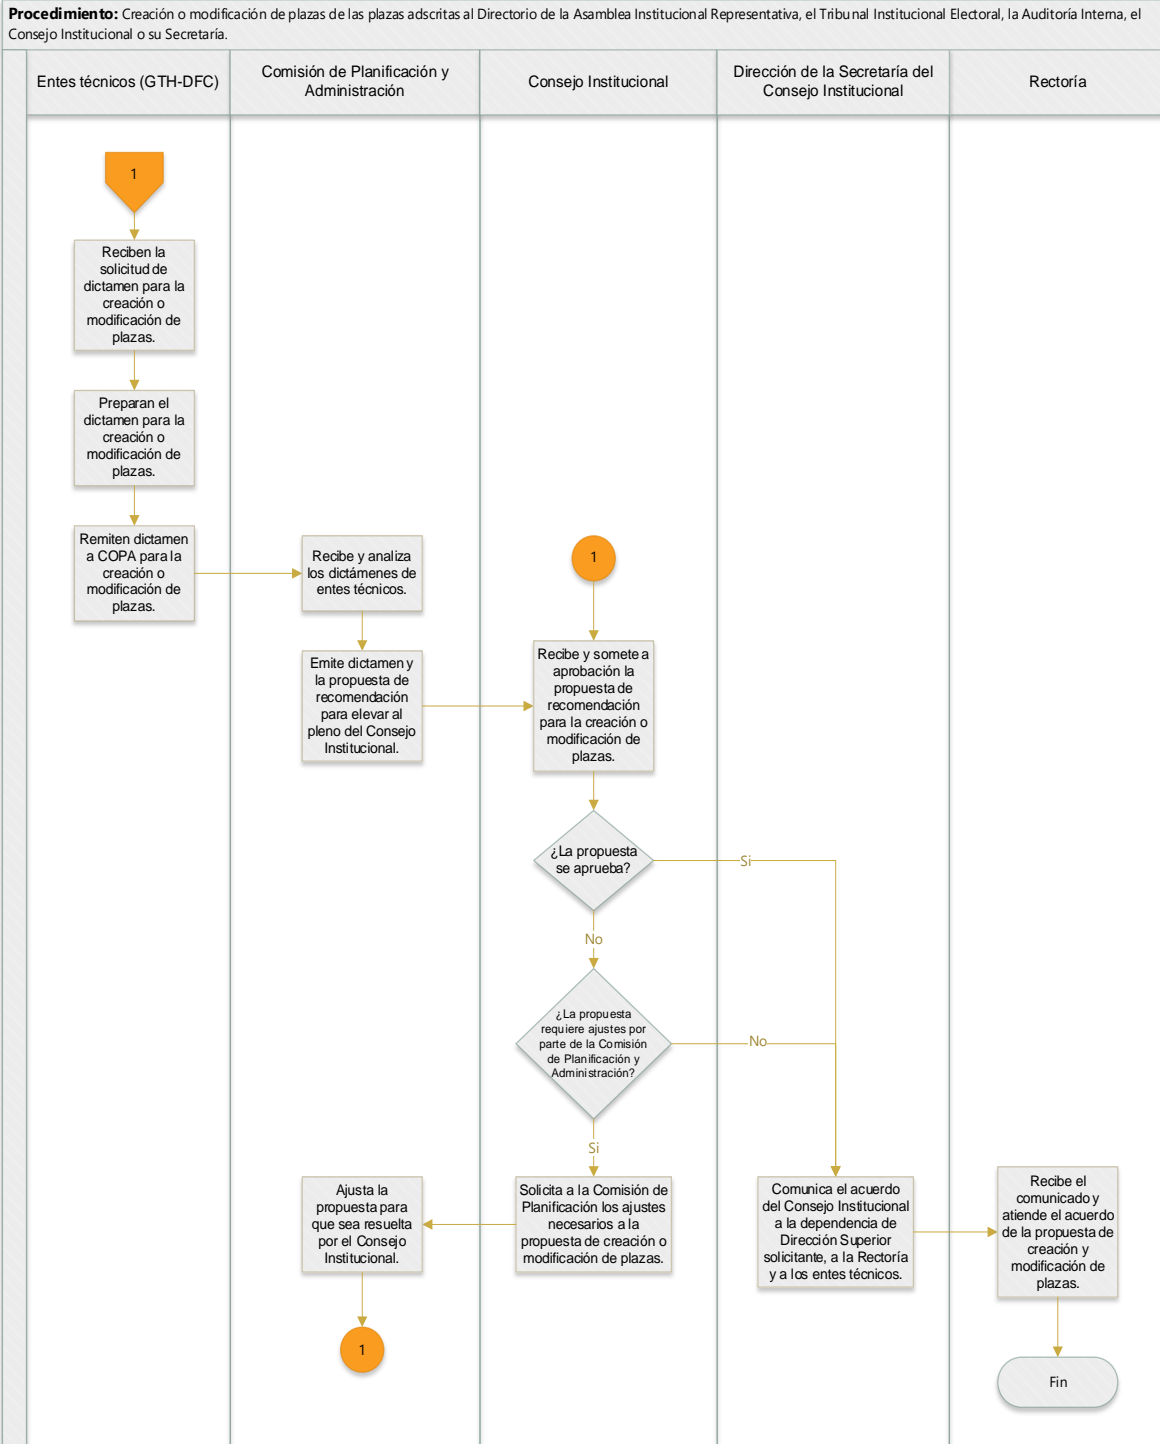 Procedimiento: Creación o modificación de plazas de las plazas adscritas al Directorio de la Asamblea Institucional Representativa, el Tribunal Institucional Electoral, la Auditoría Interna, el
Consejo Institucional o su Secretaría.
Entes técnicos (GTH-DFC)
Comisión de Planificación y
Administración
Consejo Institucional
Dirección de la Secretaría del
Consejo Institucional
Rectoría
1
Reciben la
solicitud de
dictamen para la
creación o
modificación de
plazas.
Preparan el
dictamen para la
creación o
modificación de
plazas.
Remiten dictamen
a COPA para la
creación o
modificación de
plazas.
Recibe y analiza
los dictámenes de
entes técnicos.
Emite dictamen y
la propuesta de
recomendación
para elevar al
pleno del Consejo
Institucional.
1
Recibe y somete a
aprobación la
propuesta de
recomendación
para la creación o
modificación de
plazas.
¿La propuesta
se aprueba?
Si
No
¿La propuesta
requiere ajustes por
parte de la Comisión
de Planificación y
Administración?
No
Si
Solicita a la Comisión de
Planificación los ajustes
necesarios a la
propuesta de creación o
modificación de plazas.
Ajusta la
propuesta para
que sea resuelta
por el Consejo
Institucional.
1
Comunica el acuerdo
del Consejo Institucional
a la dependencia de
Dirección Superior
solicitante, a la Rectoría
y a los entes técnicos.
Recibe el
comunicado y
atiende el acuerdo
de la propuesta de
creación y
modificación de
plazas.
Fin